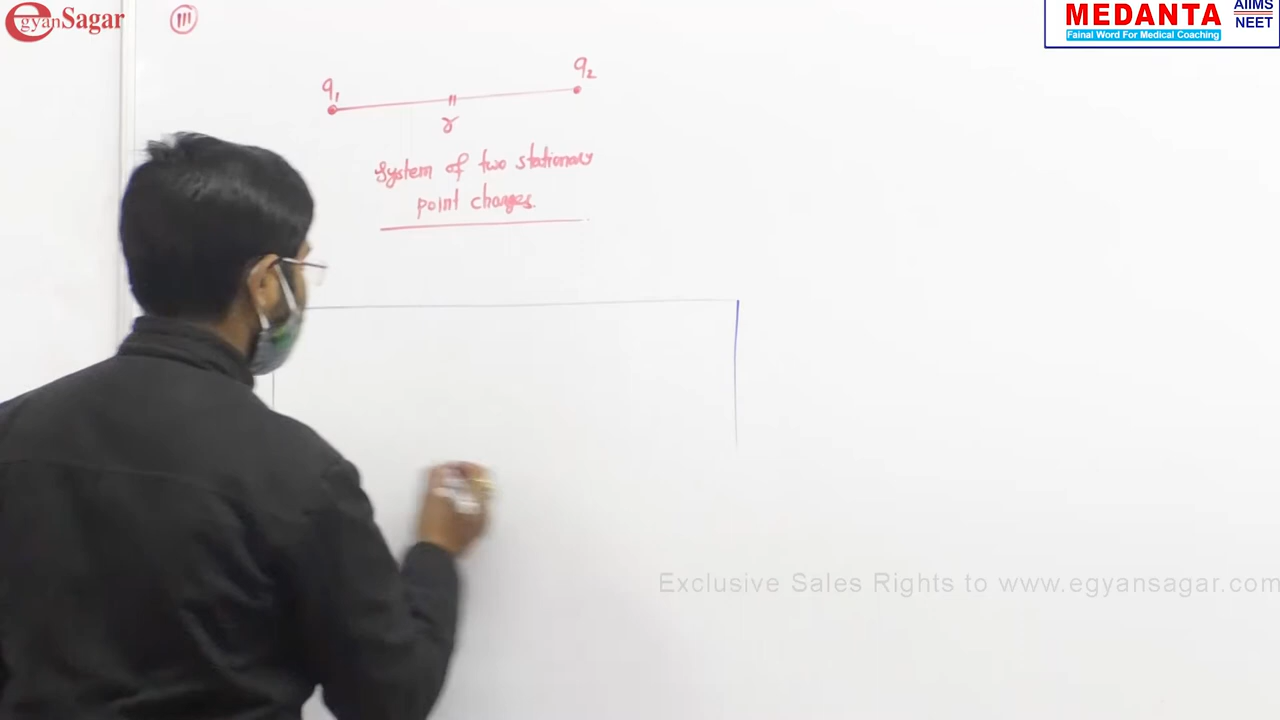 egyanSagar
III
MEDANTA
Fainal Word For Medical Coaching
AIIMS
NEET
q1
q2
r
System of two stationary
point charges.
Exclusive Sales Rights to www.egyansagar.com